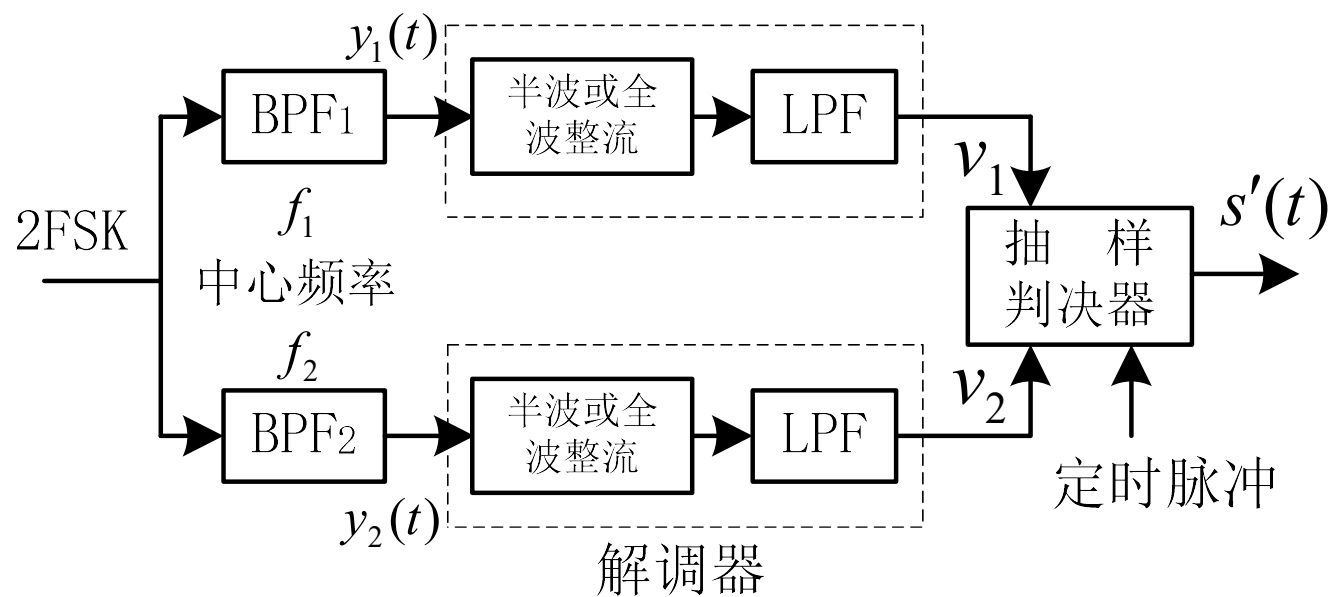 y₁(t)
半波或全
波整流
BPF₁
LPF
v₁
f₁
2FSK
中心频率
抽 样
判决器
s′(t)
f₂
BPF₂
半波或全
波整流
LPF
v₂
定时脉冲
y₂(t)
解调器